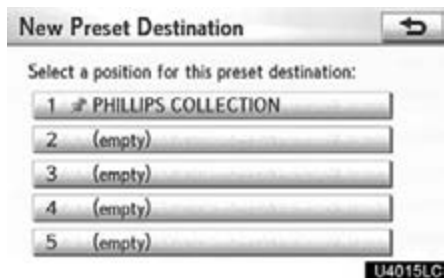 New Preset Destination
Select a position for this preset destination:
1 PHILLIPS COLLECTION
2 (empty)
3 (empty)
4 (empty)
5 (empty)
U4015LC